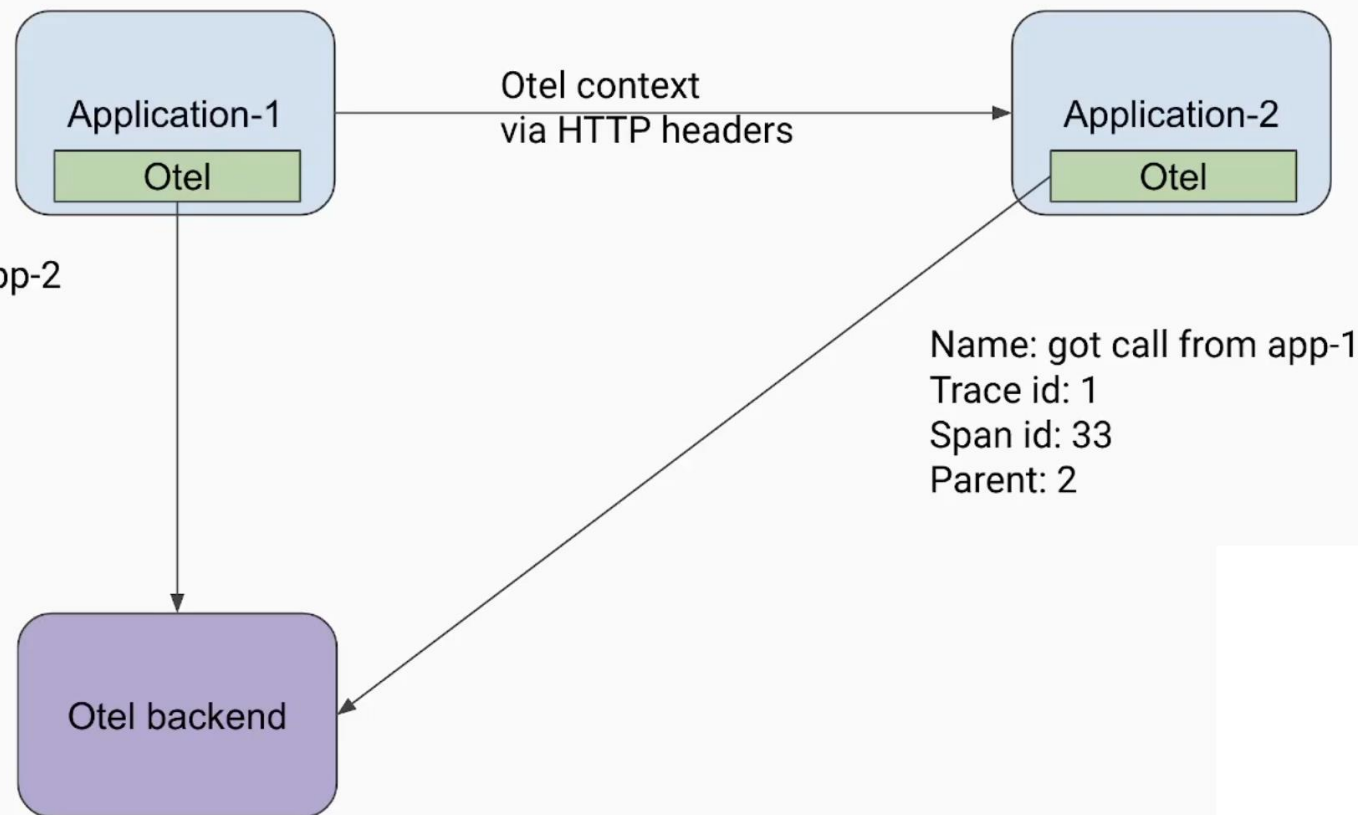 Application-1
Otel
Otel context
via HTTP headers
Application-2
Otel
-2
Name: got call from app-1
Trace id: 1
Span id: 33
Parent: 2
Otel backend